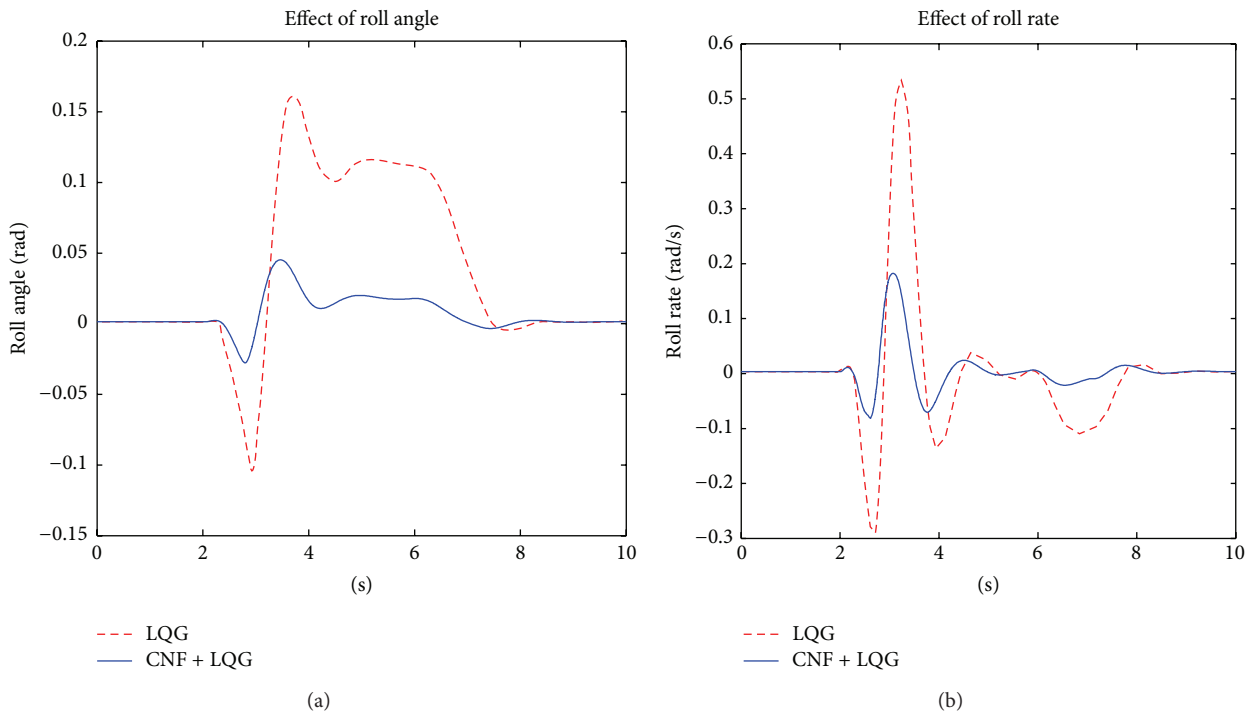 Effect of roll angle
0.2
0.15
0.1
0.05
0
−0.05
−0.1
−0.15
Roll angle (rad)
0 2 4 6 8 10
(s)
LQG
CNF + LQG
(a)
Effect of roll rate
0.6
0.5
0.4
0.3
0.2
0.1
0
−0.1
−0.2
−0.3
Roll rate (rad/s)
0 2 4 6 8 10
(s)
LQG
CNF + LQG
(b)